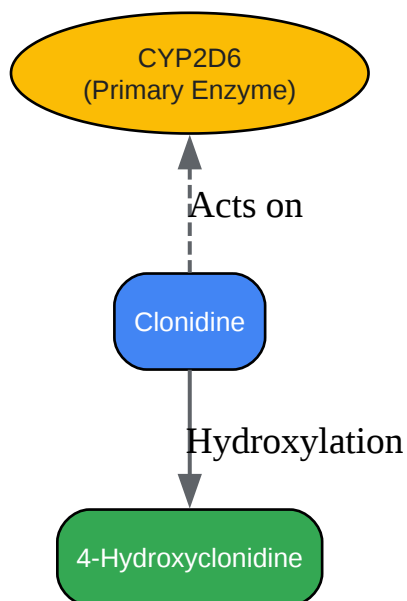 CYP2D6
(Primary Enzyme)
Acts on
Clonidine
Hydroxylation
4-Hydroxyclonidine